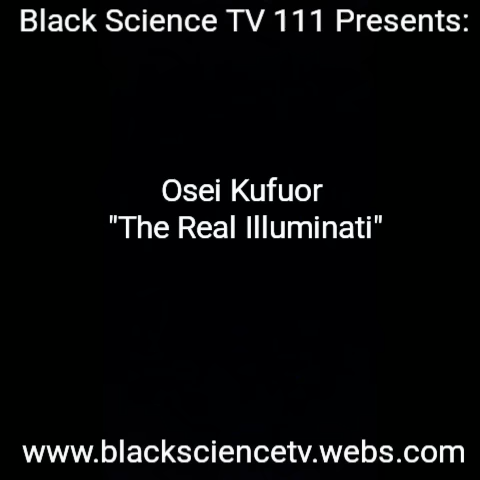 Black Science TV 111 Presents:
Osei Kufuor
"The Real Illuminati"
www.blacksciencetv.webs.com